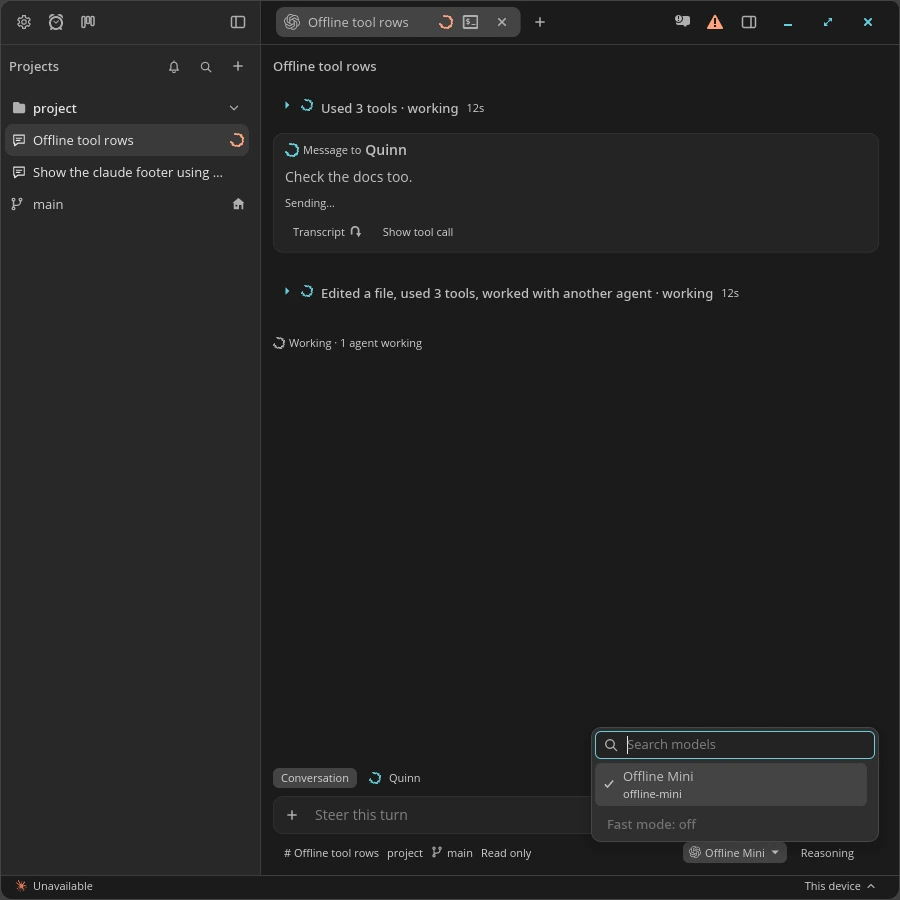 Offline tool rows
Projects
project
Offline tool rows
Show the claude footer using ...
main
Offline tool rows
Used 3 tools · working 12s
Message to Quinn
Check the docs too.
Sending...
Transcript
Show tool call
Edited a file, used 3 tools, worked with another agent · working 12s
Working · 1 agent working
Search models
Offline Mini
offline-mini
Fast mode: off
Conversation
Quinn
Steer this turn
# Offline tool rows project main Read only
Offline Mini
Reasoning
Unavailable
This device